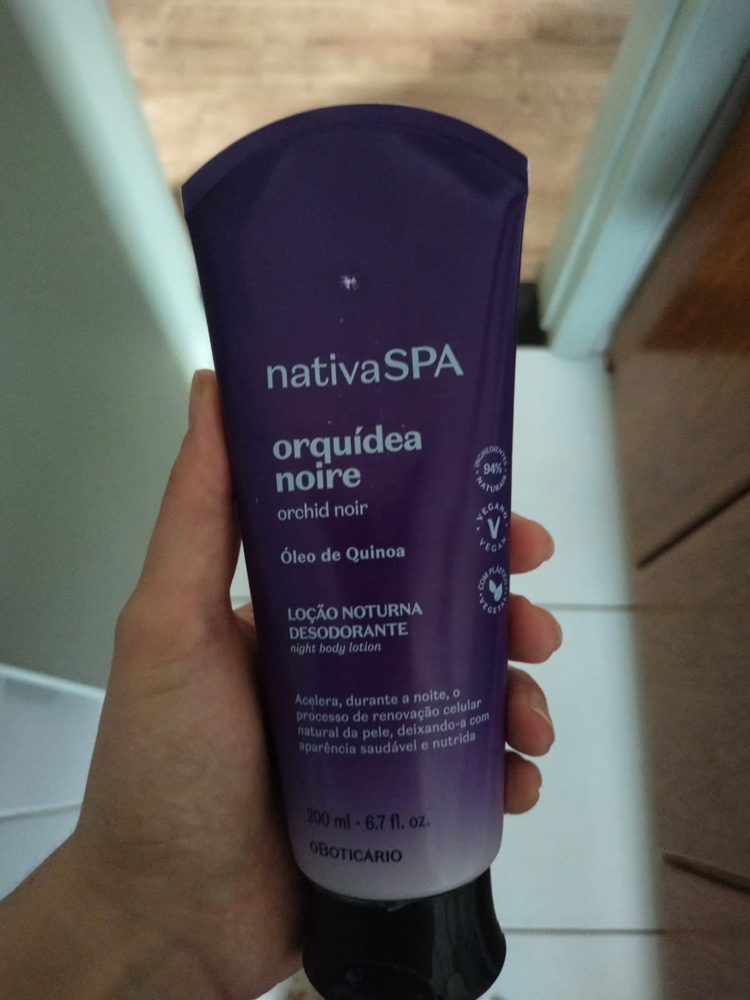 nativaSPA
orquídea
noire
orchid noir
Óleo de Quinoa
INGREDIENTES
94%
NATURAIS
VEGANO
V
VEGAN
COM PLÁSTICO
VEGETAL
LOÇÃO NOTURNA
DESODORANTE
night body lotion
Acelera, durante a noite, o
processo de renovação celular
natural da pele, deixando-a com
aparência saudável e nutrida
200 ml - 6.7 fl. oz.
oBOTICÁRIO